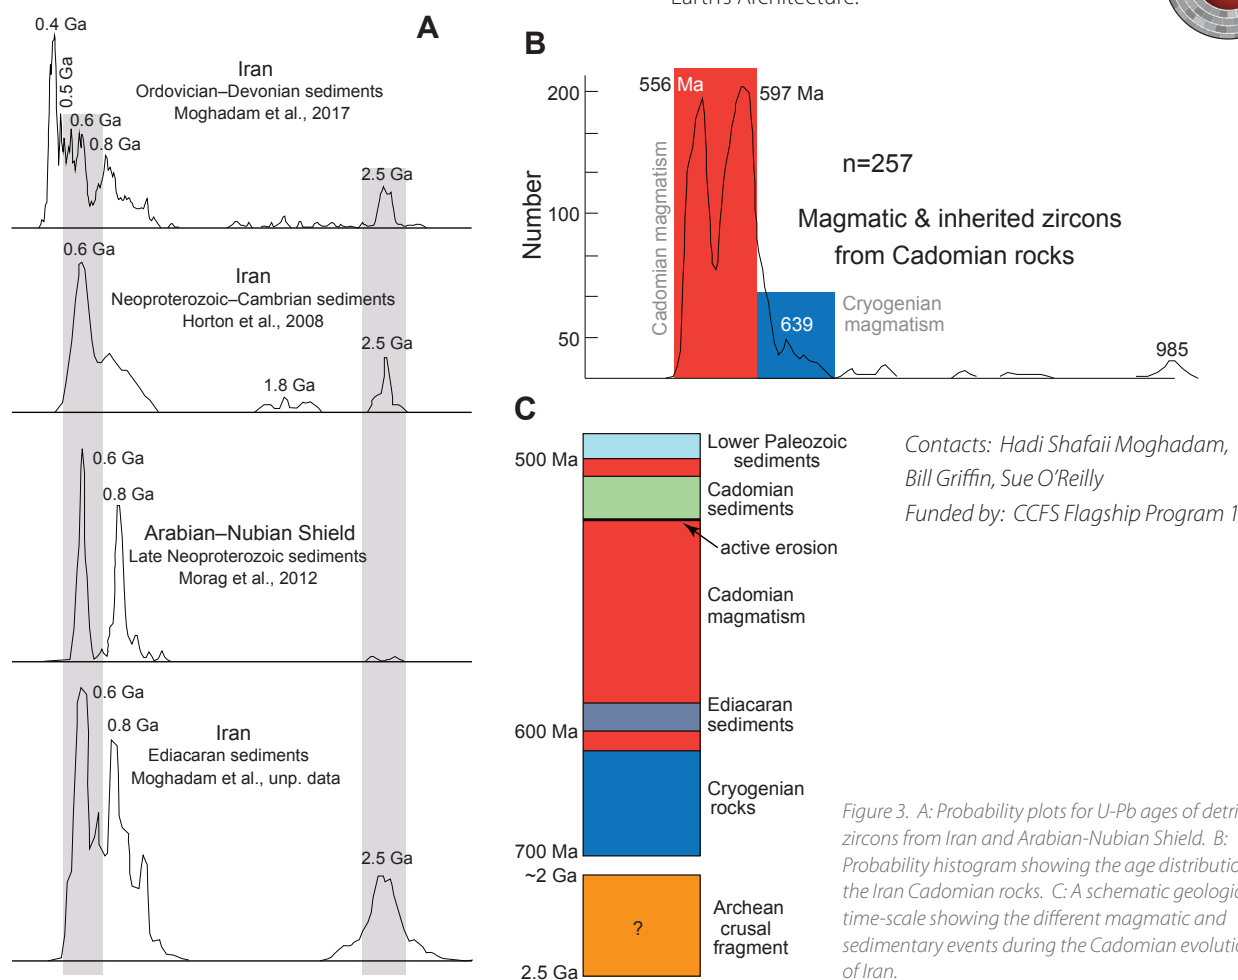 Earth's Architecture.
A
0.4 Ga
0.5 Ga
0.6 Ga
0.8 Ga
Iran
Ordovician–Devonian sediments
Moghadam et al., 2017
2.5 Ga
0.6 Ga
Iran
Neoproterozoic–Cambrian sediments
Horton et al., 2008
1.8 Ga
2.5 Ga
0.6 Ga
0.8 Ga
Arabian–Nubian Shield
Late Neoproterozoic sediments
Morag et al., 2012
0.6 Ga
0.8 Ga
Iran
Ediacaran sediments
Moghadam et al., unp. data
2.5 Ga
B
Number
200
100
50
556 Ma
597 Ma
Cadomian magmatism
n=257
Magmatic & inherited zircons
from Cadomian rocks
639
Cryogenian
magmatism
985
C
500 Ma
600 Ma
700 Ma
~2 Ga
2.5 Ga
Lower Paleozoic
sediments
Cadomian
sediments
active erosion
Cadomian
magmatism
Ediacaran
sediments
Cryogenian
rocks
?
Archean
crusal
fragment
Contacts: Hadi Shafaii Moghadam,
Bill Griffin, Sue O'Reilly
Funded by: CCFS Flagship Program 1
Figure 3. A: Probability plots for U-Pb ages of detri
zircons from Iran and Arabian-Nubian Shield. B:
Probability histogram showing the age distributio
the Iran Cadomian rocks. C: A schematic geologic
time-scale showing the different magmatic and
sedimentary events during the Cadomian evoluti
of Iran.